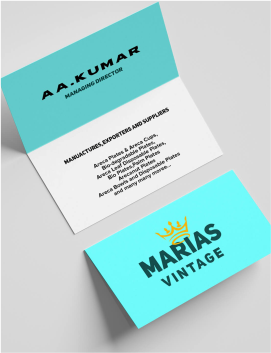 AA.KUMAR
MANAGING DIRECTOR
MANUACTURES,EXPORTERS AND SUPPLIERS
Areca Plates & Areca Cups,
Bio-degradable Plates,
Areca Leaf Disposable Plates,
Bio Plates,Palm Plates
Arecanut Plates
Areca Bowls and Disposable Plates
and many many mores...
MARIAS
VINTAGE